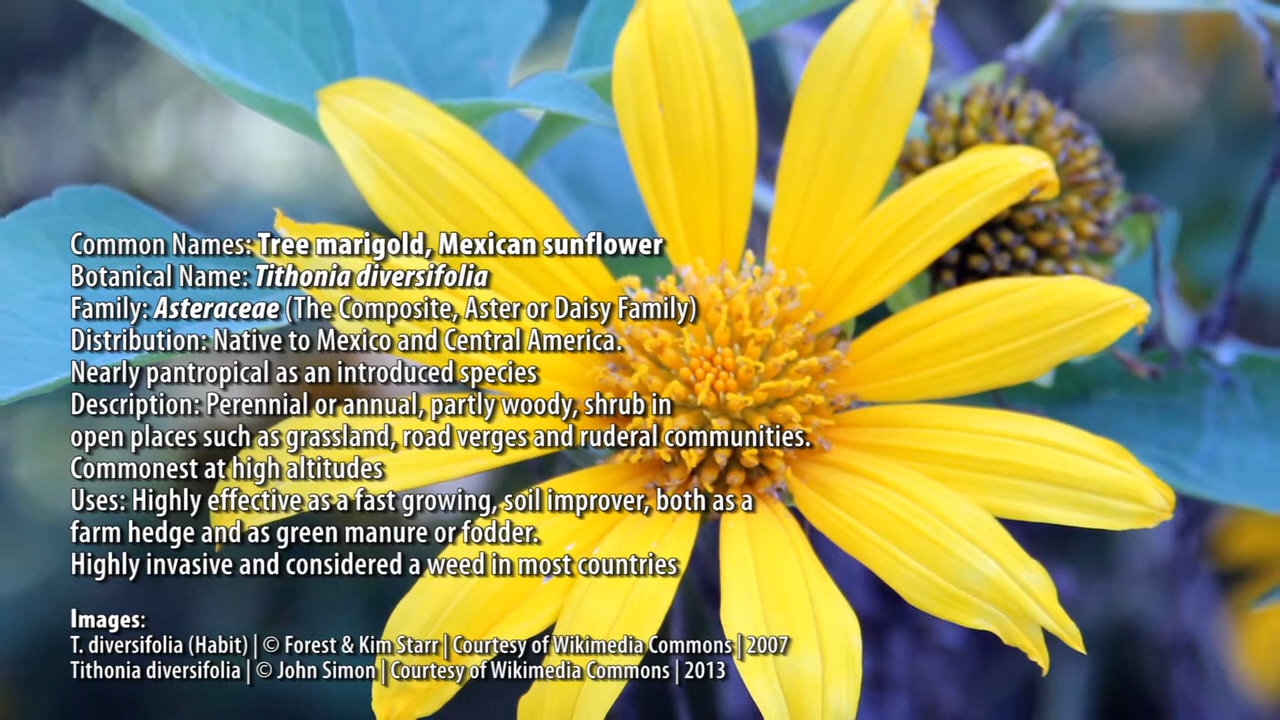 Common Names: Tree marigold, Mexican sunflower
Botanical Name: Tithonia diversifolia
Family: Asteraceae (The Composite, Aster or Daisy Family)
Distribution: Native to Mexico and Central America.
Nearly pantropical as an introduced species
Description: Perennial or annual, partly woody, shrub in
open places such as grassland, road verges and ruderal communities.
Commonest at high altitudes
Uses: Highly effective as a fast growing, soil improver, both as a
farm hedge and as green manure or fodder.
Highly invasive and considered a weed in most countries
Images:
T. diversifolia (Habit) | © Forest & Kim Starr | Courtesy of Wikimedia Commons | 2007
Tithonia diversifolia | © John Simon | Courtesy of Wikimedia Commons | 2013